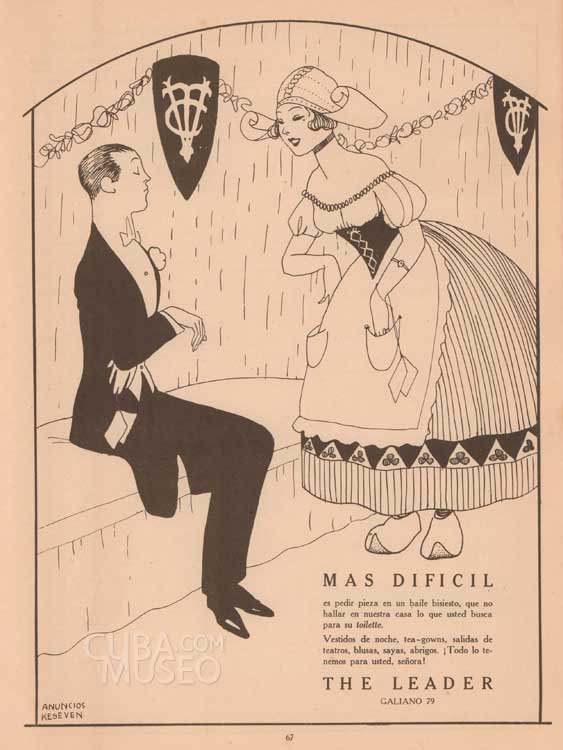 MAS DIFICIL
es pedir pieza en un baile bisiesto, que no
hallar en nuestra casa lo que usted busca
para su toilette.
Vestidos de noche, tea-gowns, salidas de
teatros, blusas, sayas, abrigos. ¡Todo lo te-
nemos para usted, señora!
THE LEADER
GALIANO 79
ANUNCIOS
KESEVEN
CUBA.com
MUSEO
67